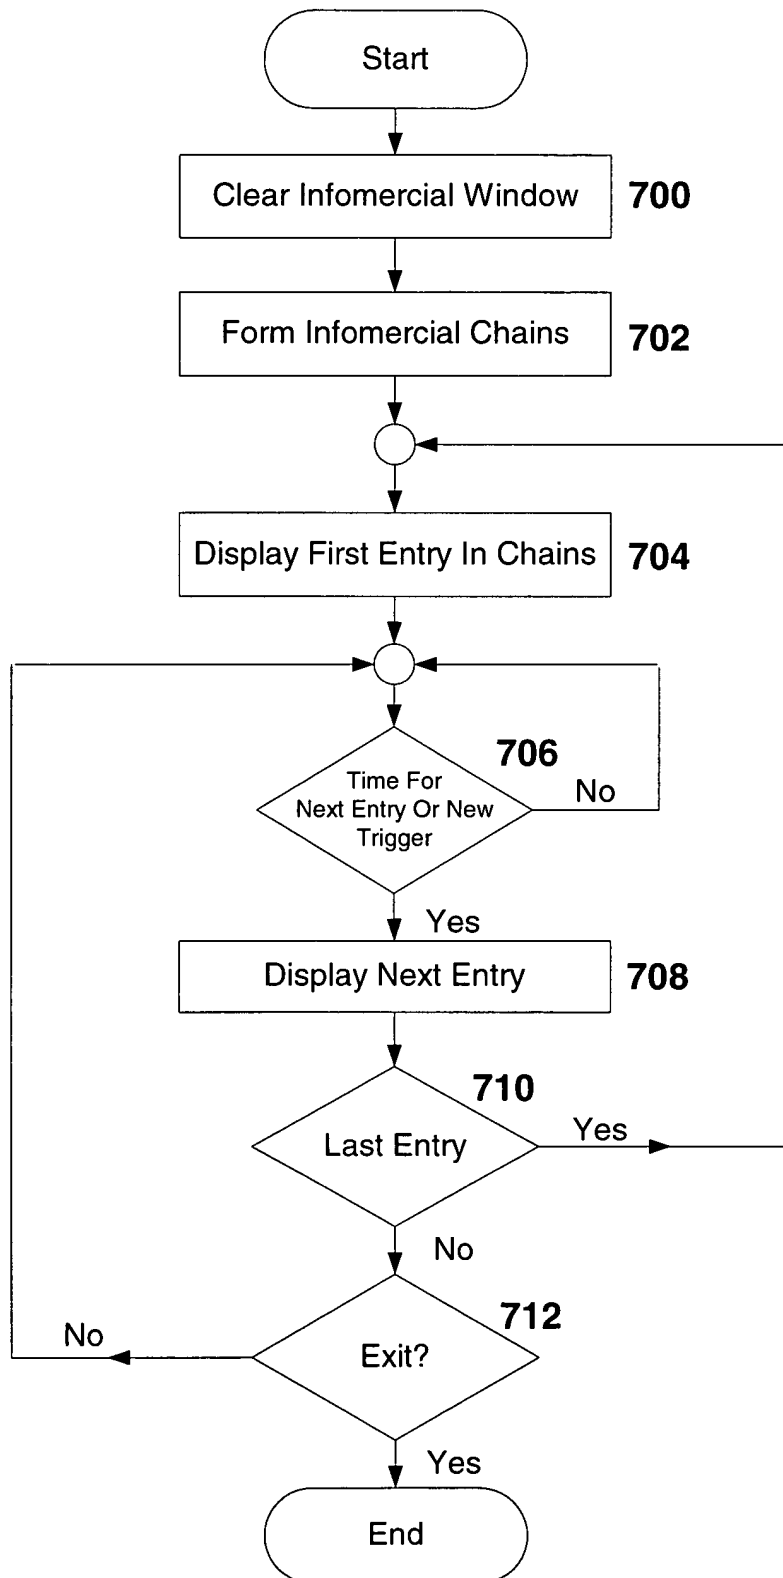 Start
Clear Infomercial Window
700
Form Infomercial Chains
702
Display First Entry In Chains
704
706
Time For
Next Entry Or New
Trigger
No
Yes
Display Next Entry
708
710
Last Entry
Yes
No
712
No
Exit?
Yes
End